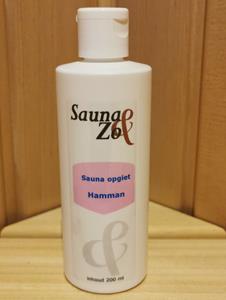 Sauna
& Zo
Sauna opgiet
Hamman
&
inhoud 200 ml